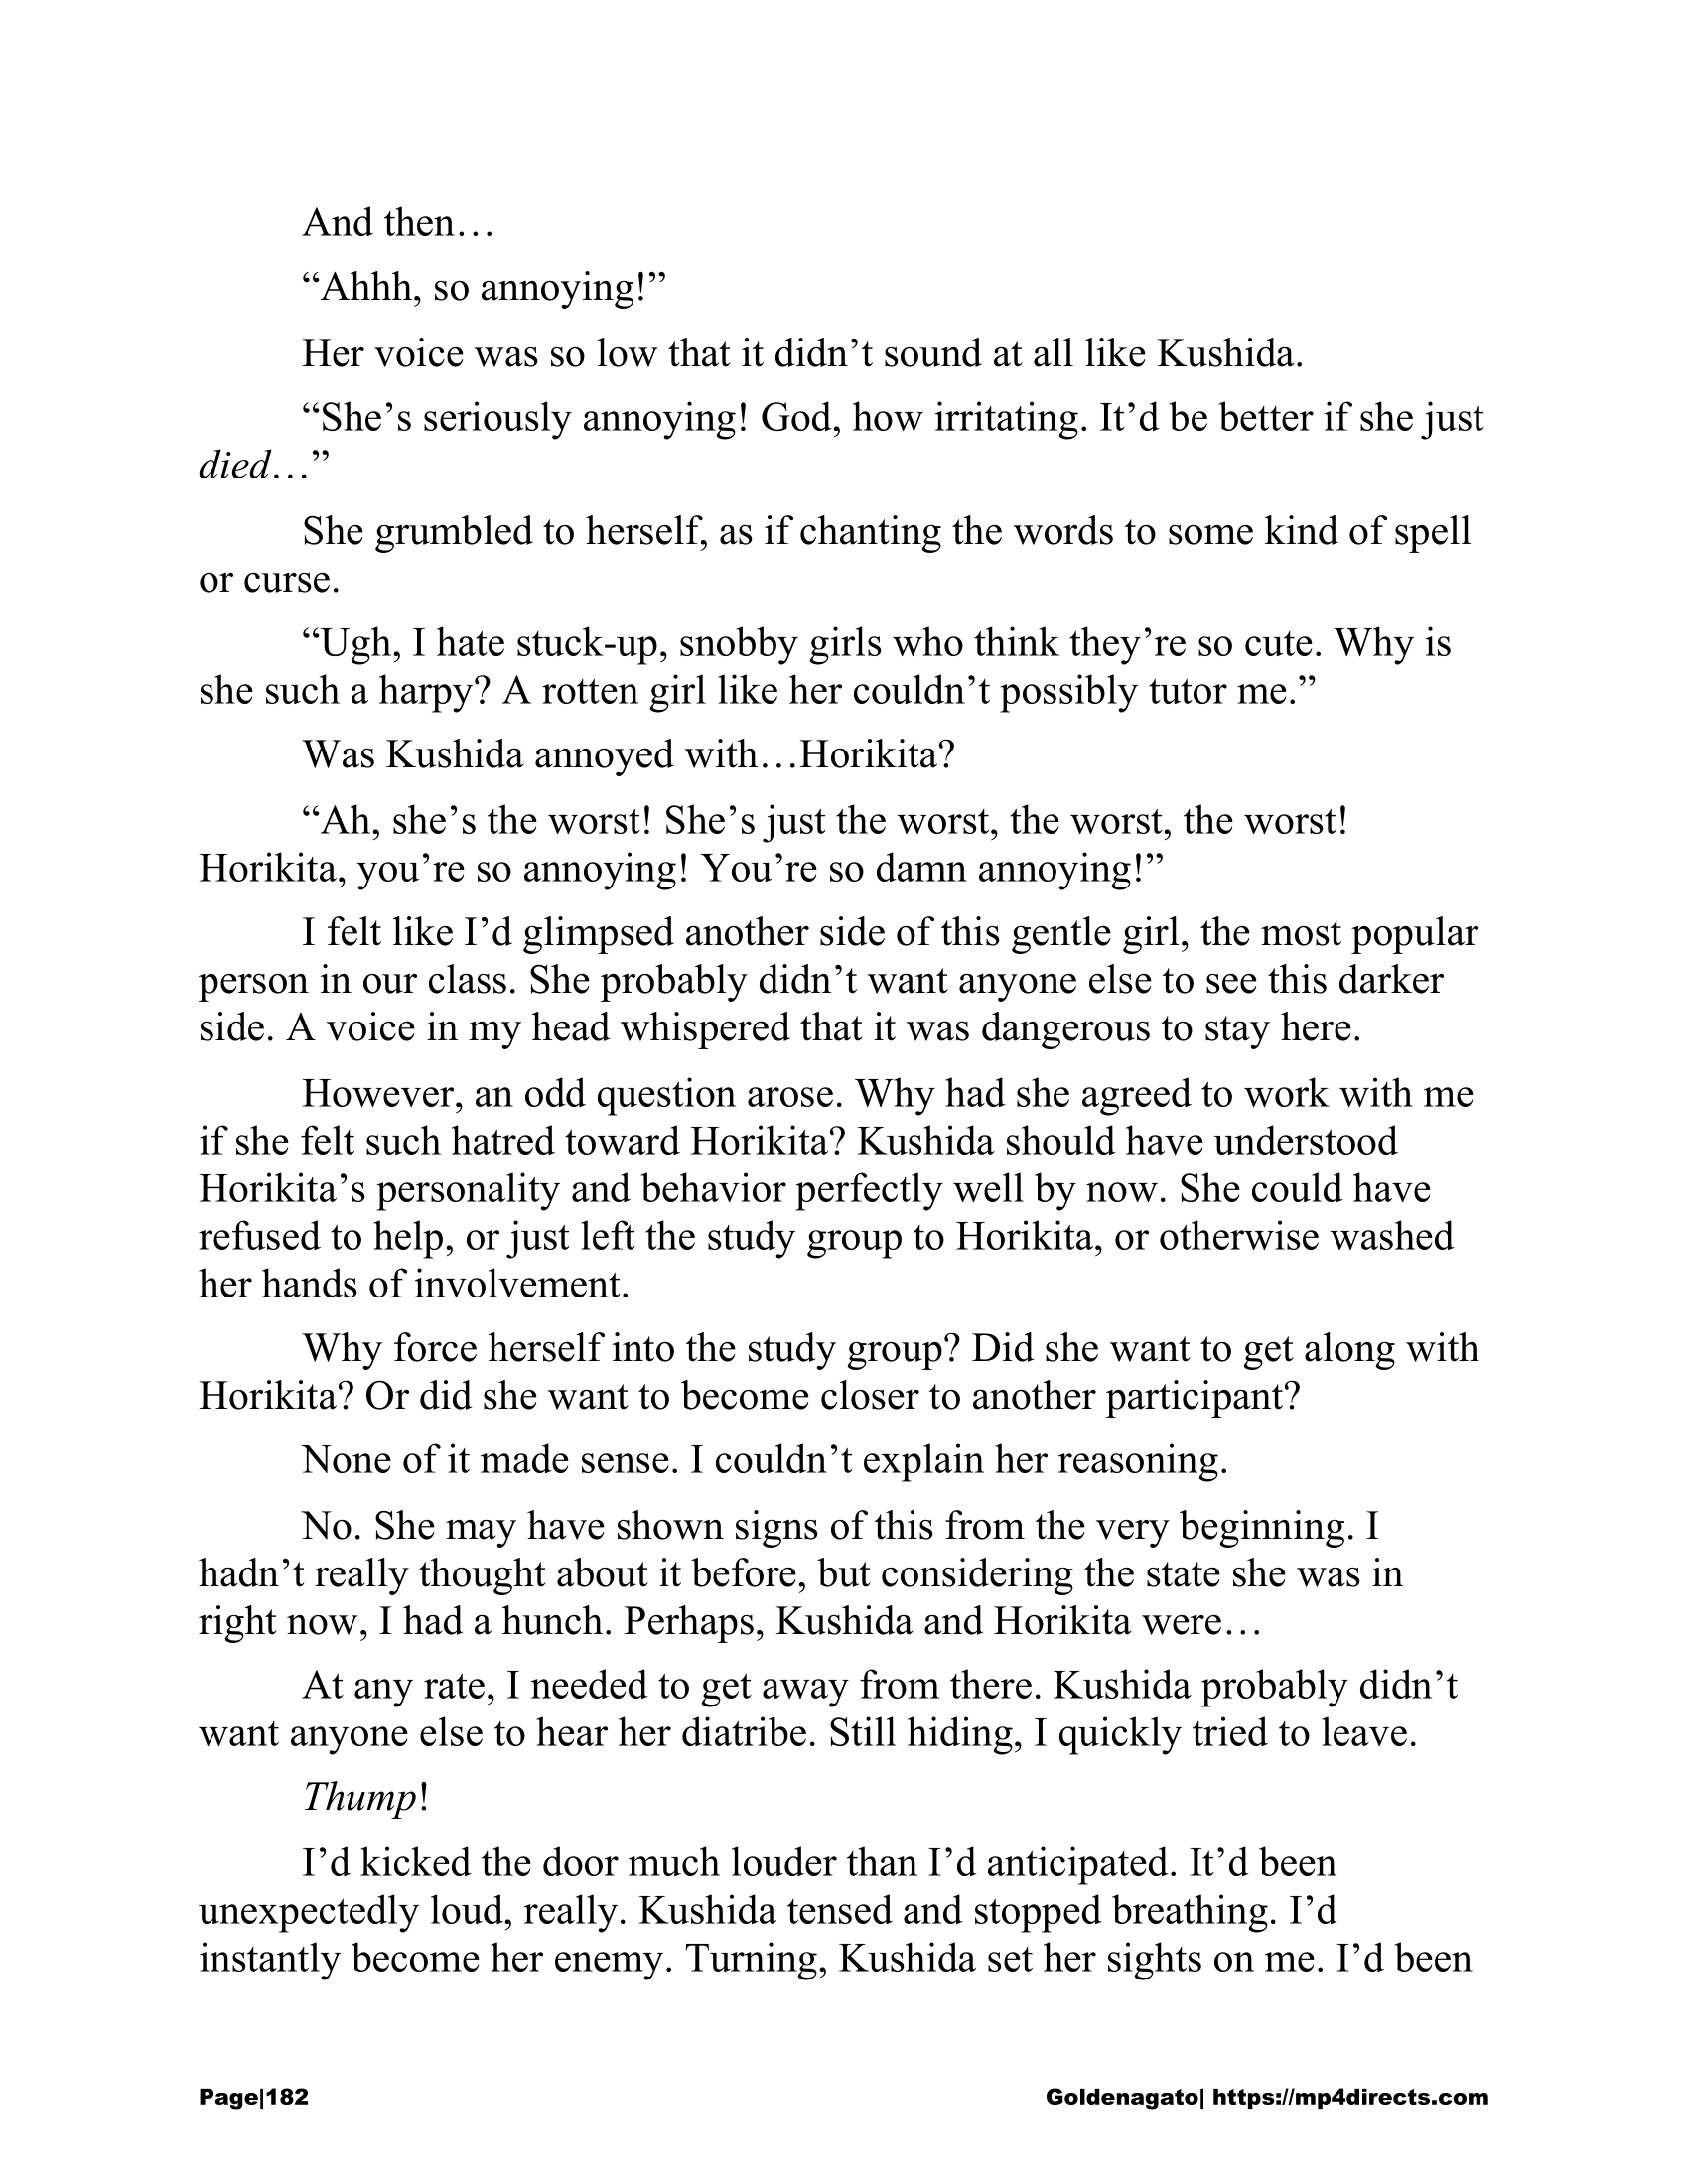 And then…
“Ahhh, so annoying!”
Her voice was so low that it didn’t sound at all like Kushida.
“She’s seriously annoying! God, how irritating. It’d be better if she just
died…”
She grumbled to herself, as if chanting the words to some kind of spell
or curse.
“Ugh, I hate stuck-up, snobby girls who think they’re so cute. Why is
she such a harpy? A rotten girl like her couldn’t possibly tutor me.”
Was Kushida annoyed with…Horikita?
“Ah, she’s the worst! She’s just the worst, the worst, the worst!
Horikita, you’re so annoying! You’re so damn annoying!”
I felt like I’d glimpsed another side of this gentle girl, the most popular
person in our class. She probably didn’t want anyone else to see this darker
side. A voice in my head whispered that it was dangerous to stay here.
However, an odd question arose. Why had she agreed to work with me
if she felt such hatred toward Horikita? Kushida should have understood
Horikita’s personality and behavior perfectly well by now. She could have
refused to help, or just left the study group to Horikita, or otherwise washed
her hands of involvement.
Why force herself into the study group? Did she want to get along with
Horikita? Or did she want to become closer to another participant?
None of it made sense. I couldn’t explain her reasoning.
No. She may have shown signs of this from the very beginning. I
hadn’t really thought about it before, but considering the state she was in
right now, I had a hunch. Perhaps, Kushida and Horikita were…
At any rate, I needed to get away from there. Kushida probably didn’t
want anyone else to hear her diatribe. Still hiding, I quickly tried to leave.
Thump!
I’d kicked the door much louder than I’d anticipated. It’d been
unexpectedly loud, really. Kushida tensed and stopped breathing. I’d
instantly become her enemy. Turning, Kushida set her sights on me. I’d been
Page|182 Goldenagato| https://mp4directs.com